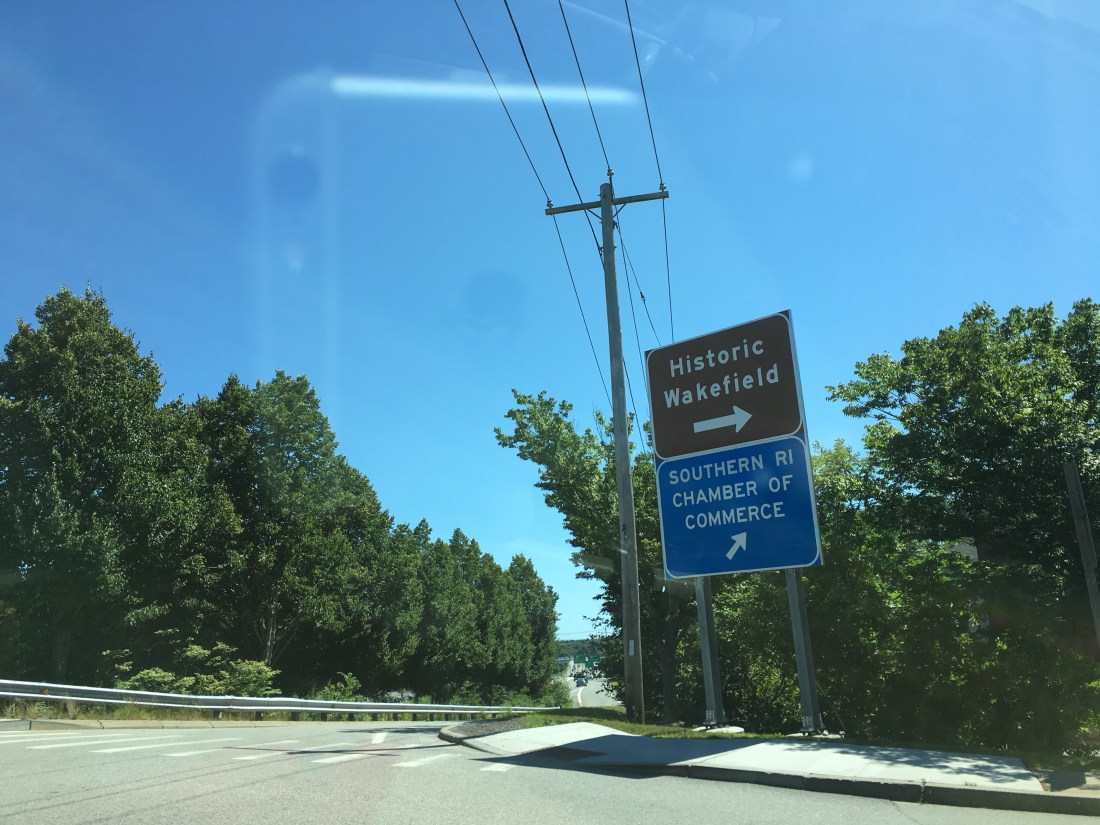 Historic
Wakefield
SOUTHERN RI
CHAMBER OF
COMMERCE